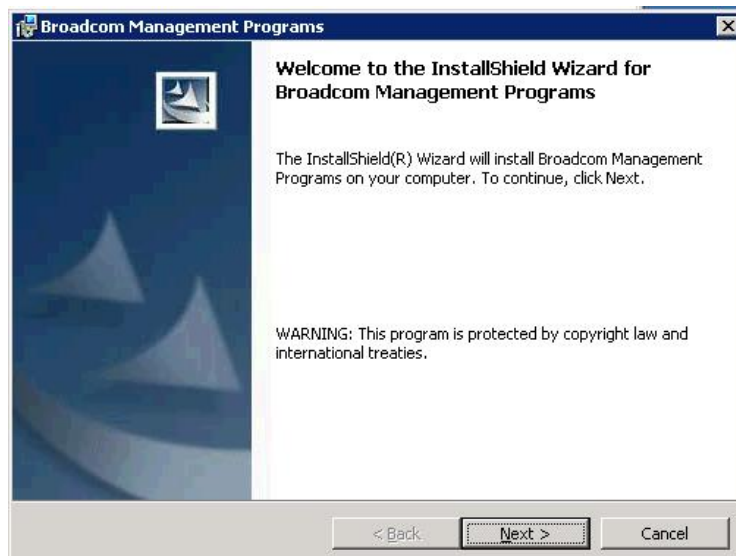 Broadcom Management Programs
Welcome to the InstallShield Wizard for
Broadcom Management Programs
The InstallShield(R) Wizard will install Broadcom Management
Programs on your computer. To continue, click Next.
WARNING: This program is protected by copyright law and
international treaties.
< Back
Next >
Cancel